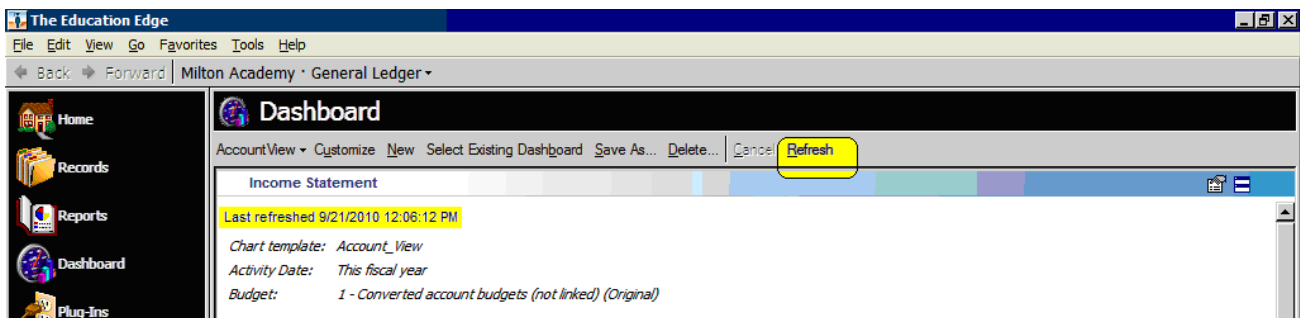 The Education Edge
File Edit View Go Favorites Tools Help
Back Forward Milton Academy · General Ledger
Home
Records
Reports
Dashboard
Plug-Ins
Dashboard
AccountView Customize New Select Existing Dashboard Save As... Delete... Cancel Refresh
Income Statement
Last refreshed 9/21/2010 12:06:12 PM
Chart template: Account_View
Activity Date: This fiscal year
Budget: 1 - Converted account budgets (not linked) (Original)